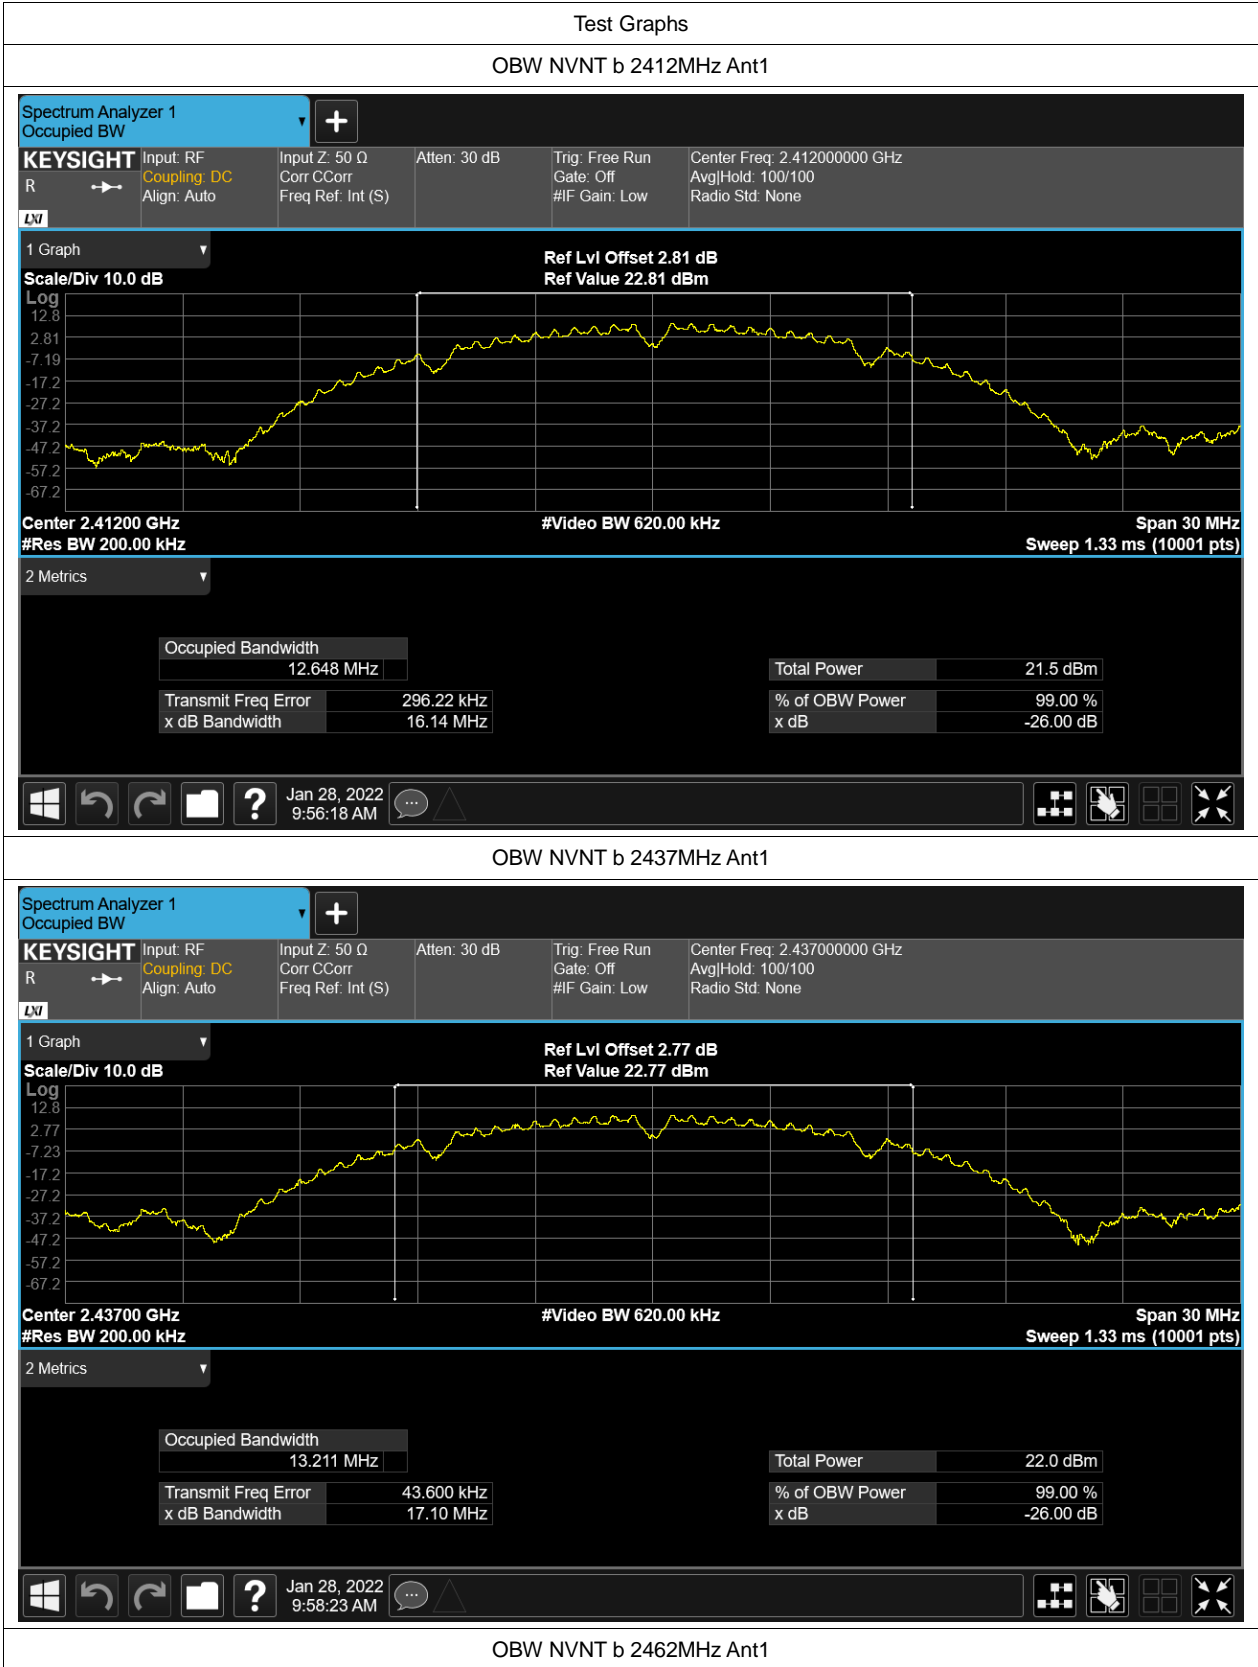 Test Graphs
OBW NVNT b 2412MHz Ant1
Spectrum Analyzer 1
Occupied BW
KEYSIGHT
R
LXI
Input: RF
Coupling: DC
Align: Auto
Input Z: 50 Ω
Corr CCorr
Freq Ref: Int (S)
Atten: 30 dB
Trig: Free Run
Gate: Off
#IF Gain: Low
Center Freq: 2.412000000 GHz
Avg|Hold: 100/100
Radio Std: None
1 Graph
Scale/Div 10.0 dB
Ref Lvl Offset 2.81 dB
Ref Value 22.81 dBm
Log
12.8
2.81
-7.19
-17.2
-27.2
-37.2
-47.2
-57.2
-67.2
Center 2.41200 GHz
#Video BW 620.00 kHz
Span 30 MHz
#Res BW 200.00 kHz
Sweep 1.33 ms (10001 pts)
2 Metrics
Occupied Bandwidth
12.648 MHz
Total Power 21.5 dBm
Transmit Freq Error 296.22 kHz
% of OBW Power 99.00 %
x dB Bandwidth 16.14 MHz
x dB -26.00 dB
?
Jan 28, 2022
9:56:18 AM
OBW NVNT b 2437MHz Ant1
Spectrum Analyzer 1
Occupied BW
KEYSIGHT
R
LXI
Input: RF
Coupling: DC
Align: Auto
Input Z: 50 Ω
Corr CCorr
Freq Ref: Int (S)
Atten: 30 dB
Trig: Free Run
Gate: Off
#IF Gain: Low
Center Freq: 2.437000000 GHz
Avg|Hold: 100/100
Radio Std: None
1 Graph
Scale/Div 10.0 dB
Ref Lvl Offset 2.77 dB
Ref Value 22.77 dBm
Log
12.8
2.77
-7.23
-17.2
-27.2
-37.2
-47.2
-57.2
-67.2
Center 2.43700 GHz
#Video BW 620.00 kHz
Span 30 MHz
#Res BW 200.00 kHz
Sweep 1.33 ms (10001 pts)
2 Metrics
Occupied Bandwidth
13.211 MHz
Total Power 22.0 dBm
Transmit Freq Error 43.600 kHz
% of OBW Power 99.00 %
x dB Bandwidth 17.10 MHz
x dB -26.00 dB
?
Jan 28, 2022
9:58:23 AM
OBW NVNT b 2462MHz Ant1